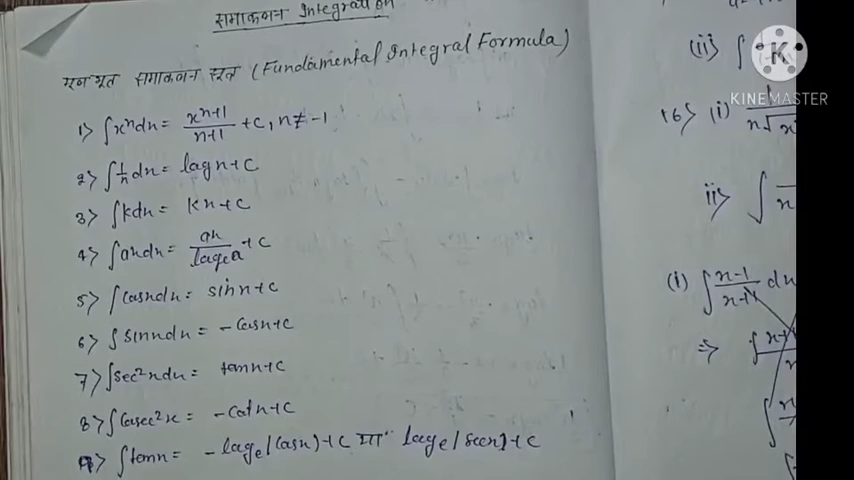 समाकलन Integration
मूलभूत समाकलन सूत्र (Fundamental Integral Formula)
1> ∫xⁿdx = xⁿ⁺¹/n+1 + c, n ≠ -1
2> ∫1/x dx = log x + c
3> ∫kdx = kx + c
4> ∫aˣdx = aˣ/logₑa + c
5> ∫cosxdx = sinx + c
6> ∫sinxdx = -cosx + c
7> ∫sec²xdx = tanx + c
8> ∫cosec²x = -cotx + c
9> ∫tanx = -logₑ|cosx| + c या logₑ|secx| + c
(ii) ∫
K
KINEMASTER
16> (i) 1/x√x
ii> ∫ x
(i) ∫ x-1/x+1 dx
⇒ ∫